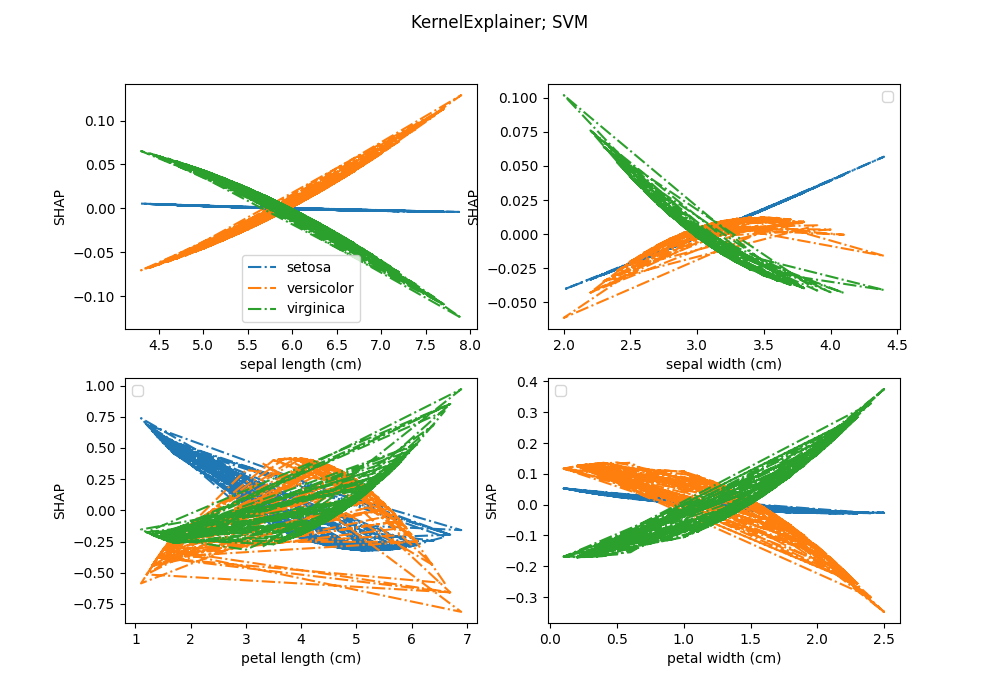 KernelExplainer; SVM
SHAP
0.10
0.05
0.00
−0.05
−0.10
4.5 5.0 5.5 6.0 6.5 7.0 7.5 8.0
sepal length (cm)
setosa
versicolor
virginica
SHAP
0.100
0.075
0.050
0.025
0.000
−0.025
−0.050
2.0 2.5 3.0 3.5 4.0 4.5
sepal width (cm)
SHAP
1.00
0.75
0.50
0.25
0.00
−0.25
−0.50
−0.75
1 2 3 4 5 6 7
petal length (cm)
SHAP
0.4
0.3
0.2
0.1
0.0
−0.1
−0.2
−0.3
0.0 0.5 1.0 1.5 2.0 2.5
petal width (cm)